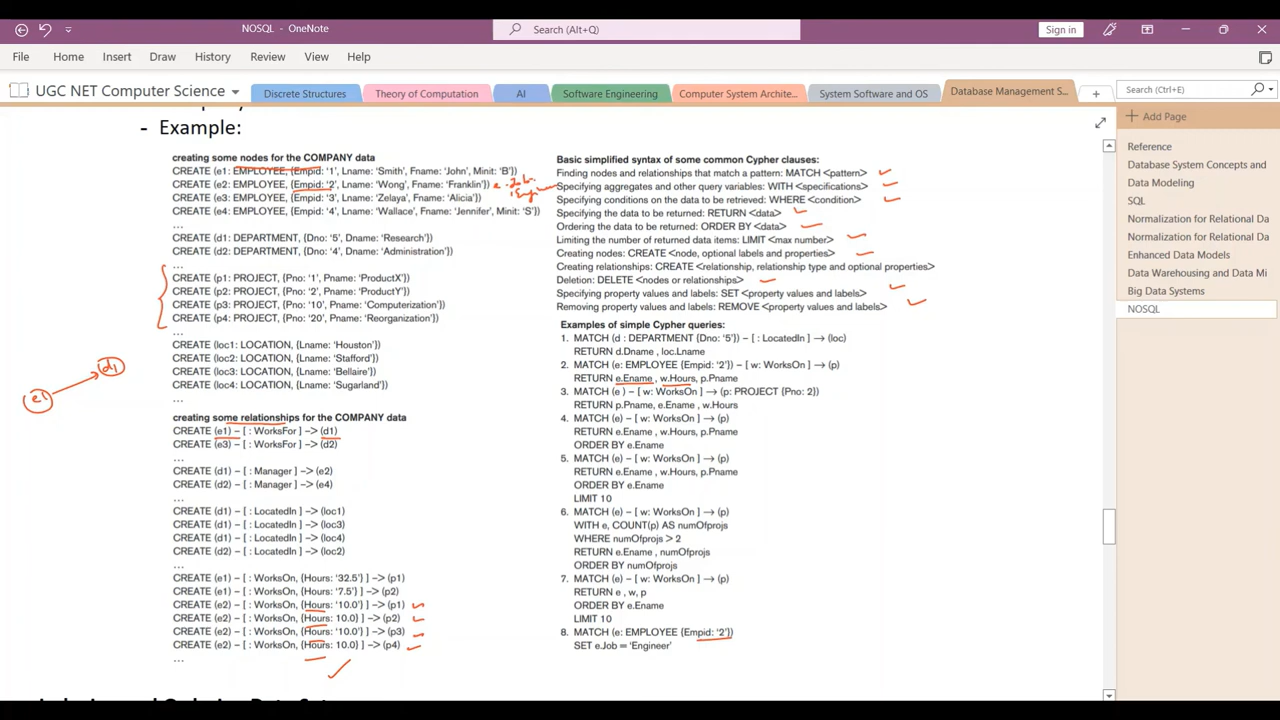 NOSQL - OneNote
Search (Alt+Q)
Sign in
File Home Insert Draw History Review View Help
UGC NET Computer Science
Discrete Structures
Theory of Computation
AI
Software Engineering
Computer System Archite...
System Software and OS
Database Management S...
Search (Ctrl+E)
Add Page
Reference
Database System Concepts and
Data Modeling
SQL
Normalization for Relational Da
Normalization for Relational Da
Enhanced Data Models
Data Warehousing and Data Mi
Big Data Systems
NOSQL
- Example:
creating some nodes for the COMPANY data
CREATE (e1: EMPLOYEE, {Empid: '1', Lname: 'Smith', Fname: 'John', Minit: 'B'})
CREATE (e2: EMPLOYEE, {Empid: '2', Lname: 'Wong', Fname: 'Franklin'})
CREATE (e3: EMPLOYEE, {Empid: '3', Lname: 'Zelaya', Fname: 'Alicia'})
CREATE (e4: EMPLOYEE, {Empid: '4', Lname: 'Wallace', Fname: 'Jennifer', Minit: 'S'})
...
CREATE (d1: DEPARTMENT, {Dno: '5', Dname: 'Research'})
CREATE (d2: DEPARTMENT, {Dno: '4', Dname: 'Administration'})
...
CREATE (p1: PROJECT, {Pno: '1', Pname: 'ProductX'})
CREATE (p2: PROJECT, {Pno: '2', Pname: 'ProductY'})
CREATE (p3: PROJECT, {Pno: '10', Pname: 'Computerization'})
CREATE (p4: PROJECT, {Pno: '20', Pname: 'Reorganization'})
...
CREATE (loc1: LOCATION, {Lname: 'Houston'})
CREATE (loc2: LOCATION, {Lname: 'Stafford'})
CREATE (loc3: LOCATION, {Lname: 'Bellaire'})
CREATE (loc4: LOCATION, {Lname: 'Sugarland'})
...
e1
d1
creating some relationships for the COMPANY data
CREATE (e1) – [ : WorksFor ] –> (d1)
CREATE (e3) – [ : WorksFor ] –> (d2)
...
CREATE (d1) – [ : Manager ] –> (e2)
CREATE (d2) – [ : Manager ] –> (e4)
...
CREATE (d1) – [ : LocatedIn ] –> (loc1)
CREATE (d1) – [ : LocatedIn ] –> (loc3)
CREATE (d1) – [ : LocatedIn ] –> (loc4)
CREATE (d2) – [ : LocatedIn ] –> (loc2)
...
CREATE (e1) – [ : WorksOn, {Hours: '32.5'} ] –> (p1)
CREATE (e1) – [ : WorksOn, {Hours: '7.5'} ] –> (p2)
CREATE (e2) – [ : WorksOn, {Hours: '10.0'} ] –> (p1)
CREATE (e2) – [ : WorksOn, {Hours: 10.0} ] –> (p2)
CREATE (e2) – [ : WorksOn, {Hours: '10.0'} ] –> (p3)
CREATE (e2) – [ : WorksOn, {Hours: 10.0} ] –> (p4)
...
Basic simplified syntax of some common Cypher clauses:
Finding nodes and relationships that match a pattern: MATCH <pattern>
Specifying aggregates and other query variables: WITH <specifications>
Specifying conditions on the data to be retrieved: WHERE <condition>
Specifying the data to be returned: RETURN <data>
Ordering the data to be returned: ORDER BY <data>
Limiting the number of returned data items: LIMIT <max number>
Creating nodes: CREATE <node, optional labels and properties>
Creating relationships: CREATE <relationship, relationship type and optional properties>
Deletion: DELETE <nodes or relationships>
Specifying property values and labels: SET <property values and labels>
Removing property values and labels: REMOVE <property values and labels>
Examples of simple Cypher queries:
1. MATCH (d : DEPARTMENT {Dno: '5'}) – [ : LocatedIn ] → (loc)
RETURN d.Dname , loc.Lname
2. MATCH (e: EMPLOYEE {Empid: '2'}) – [ w: WorksOn ] → (p)
RETURN e.Ename , w.Hours, p.Pname
3. MATCH (e ) – [ w: WorksOn ] → (p: PROJECT {Pno: 2})
RETURN p.Pname, e.Ename , w.Hours
4. MATCH (e) – [ w: WorksOn ] → (p)
RETURN e.Ename , w.Hours, p.Pname
ORDER BY e.Ename
5. MATCH (e) – [ w: WorksOn ] → (p)
RETURN e.Ename , w.Hours, p.Pname
ORDER BY e.Ename
LIMIT 10
6. MATCH (e) – [ w: WorksOn ] → (p)
WITH e, COUNT(p) AS numOfprojs
WHERE numOfprojs > 2
RETURN e.Ename , numOfprojs
ORDER BY numOfprojs
7. MATCH (e) – [ w: WorksOn ] → (p)
RETURN e , w, p
ORDER BY e.Ename
LIMIT 10
8. MATCH (e: EMPLOYEE {Empid: '2'})
SET e.Job = 'Engineer'